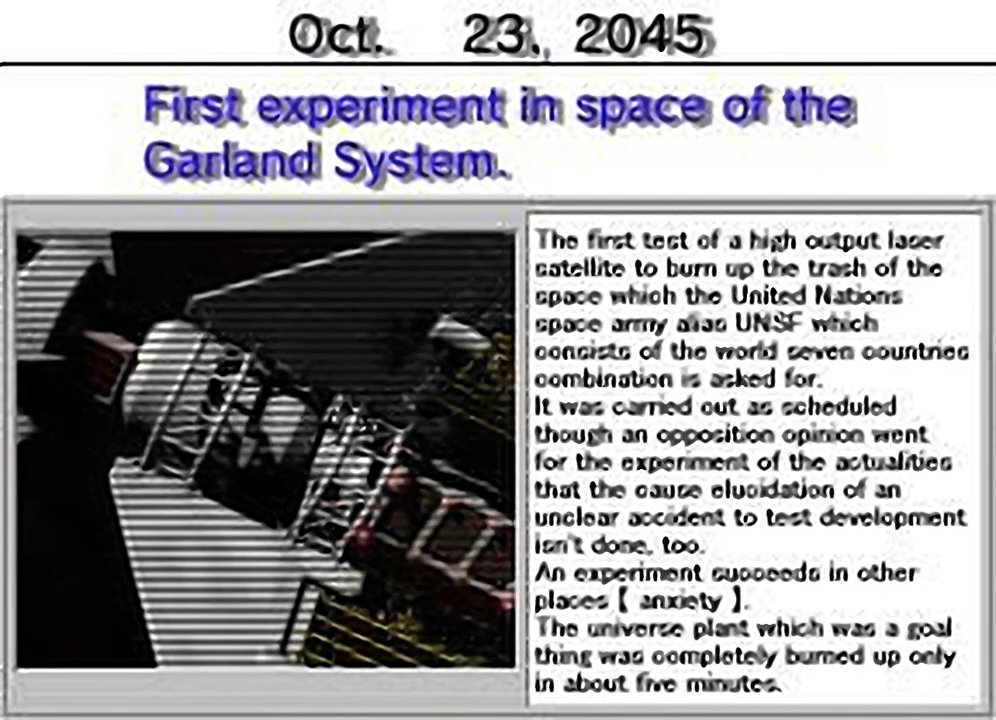 Oct. 23, 2045
First experiment in space of the
Garland System.
The first test of a high output laser
satellite to burn up the trash of the
space which the United Nations
space army alias UNSF which
consists of the world seven countries
combination is asked for.
It was carried out as scheduled
though an opposition opinion went
for the experiment of the actualities
that the cause elucidation of an
unclear accident to test development
isn't done, too.
An experiment succeeds in other
places [ anxiety ].
The universe plant which was a goal
thing was completely burned up only
in about five minutes.